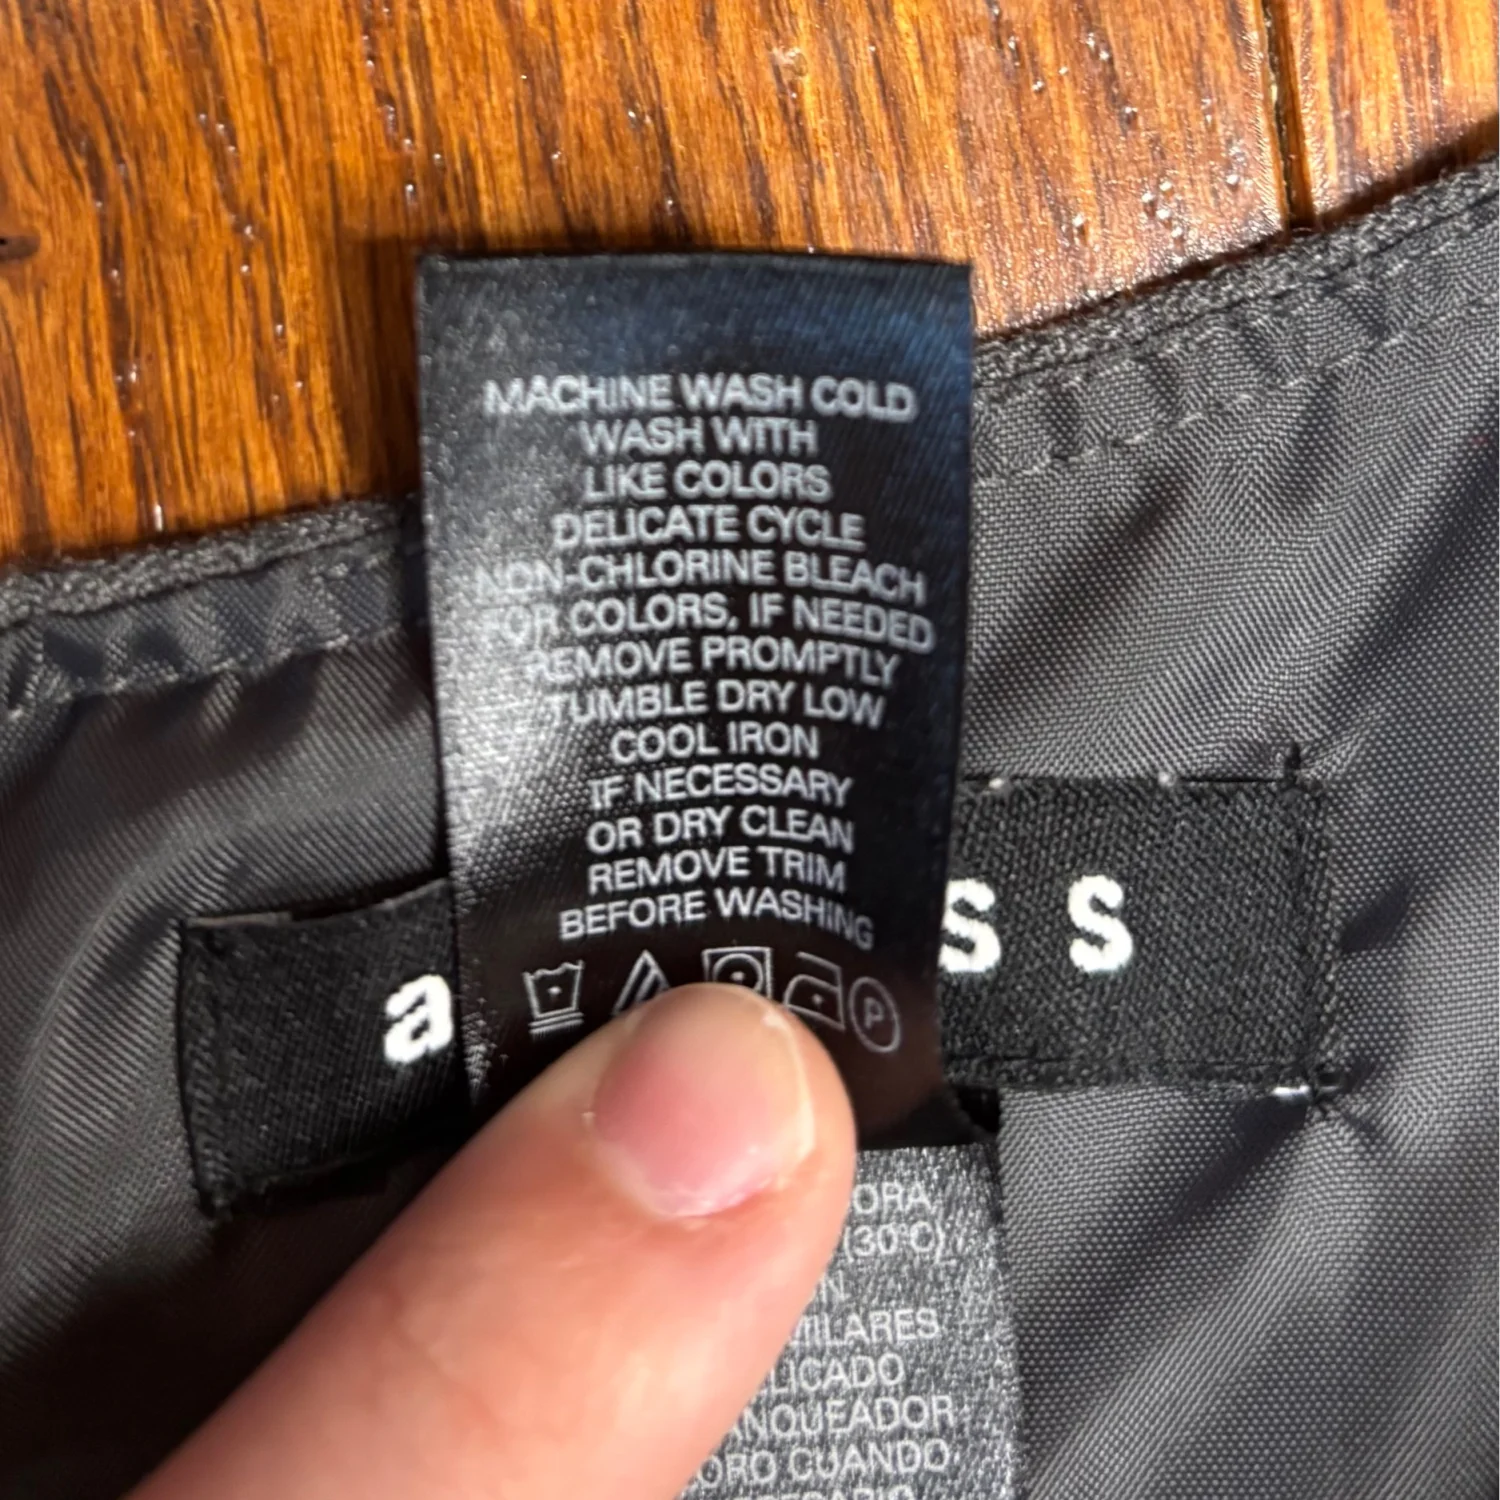 MACHINE WASH COLD
WASH WITH
LIKE COLORS
DELICATE CYCLE
NON-CHLORINE BLEACH
FOR COLORS, IF NEEDED
REMOVE PROMPTLY
TUMBLE DRY LOW
COOL IRON
IF NECESSARY
OR DRY CLEAN
REMOVE TRIM
BEFORE WASHING
P
a
s s
(30°C)